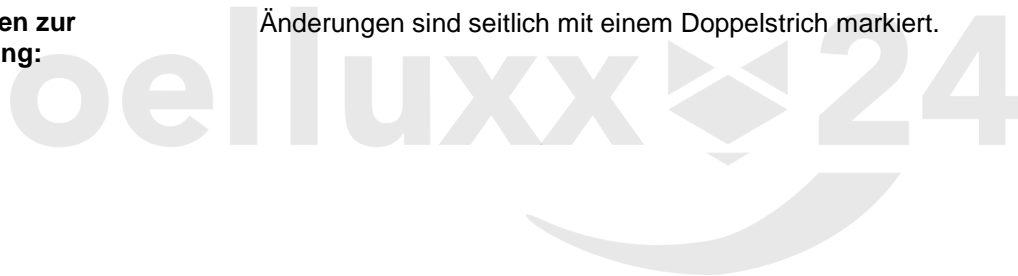 en zur Änderungen sind seitlich mit einem Doppelstrich markiert.
ng:
oelluxx 24